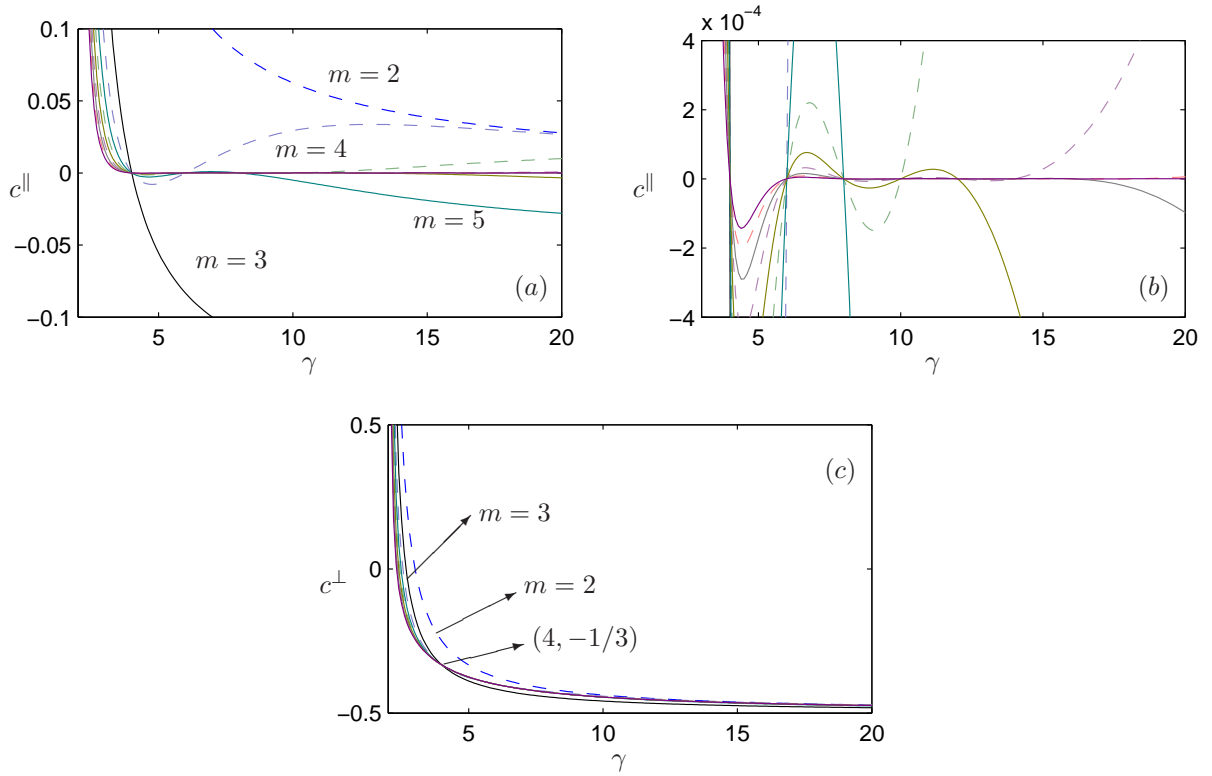 0.1
0.05
0
−0.05
−0.1
c∥
m = 2
m = 4
m = 5
m = 3
(a)
5 10 15 20
γ
x 10⁻⁴
4
2
0
−2
−4
c∥
(b)
5 10 15 20
γ
0.5
0
−0.5
c⊥
(c)
m = 3
m = 2
(4, −1/3)
5 10 15 20
γ